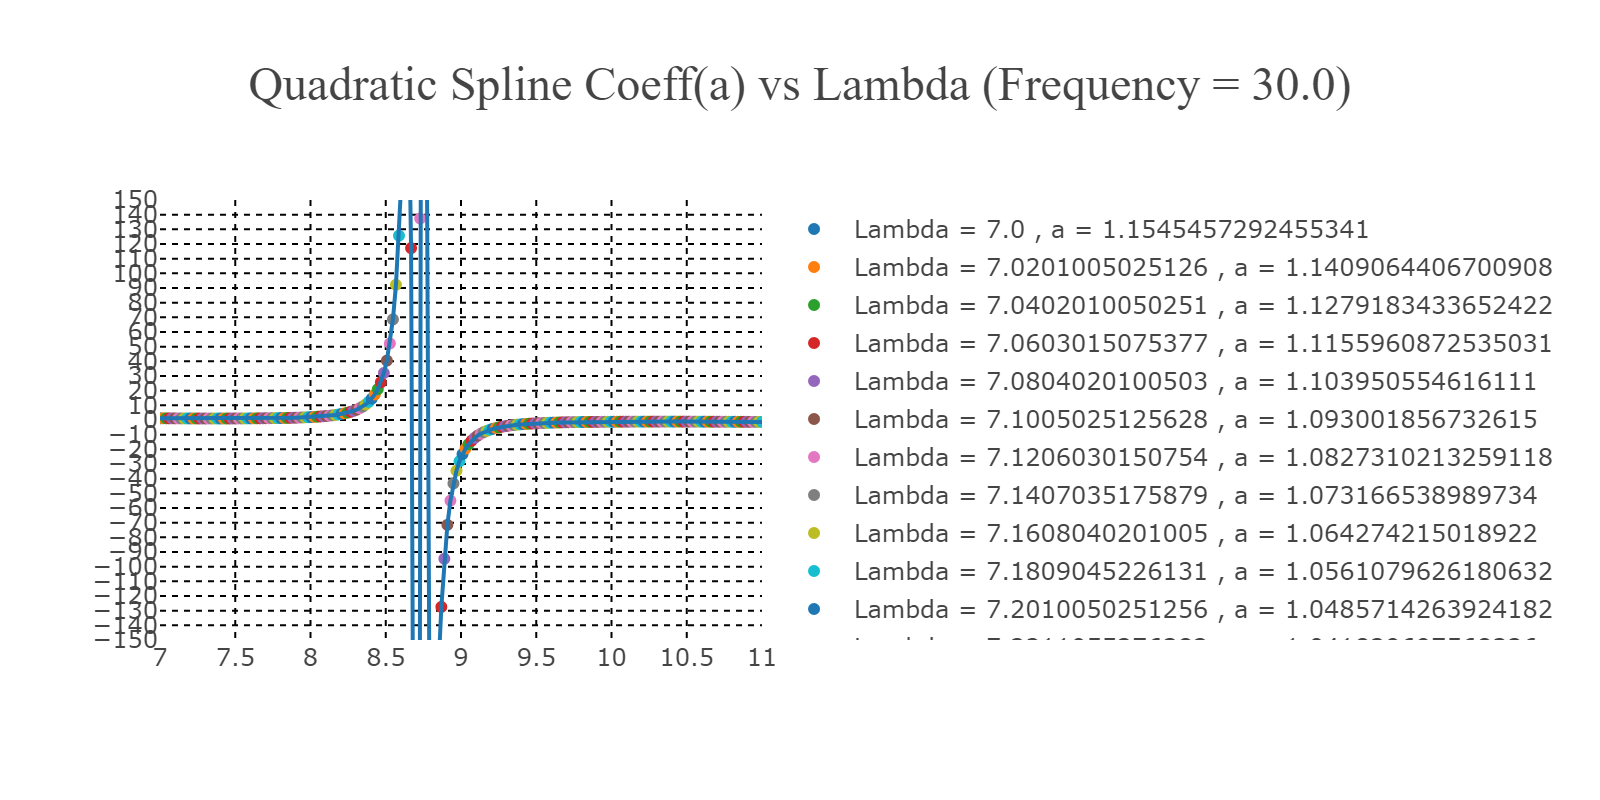 Quadratic Spline Coeff(a) vs Lambda (Frequency = 30.0)
150
140
130
120
110
100
90
80
70
60
50
40
30
20
10
−10
−20
−30
−40
−50
−60
−70
−80
−90
−100
−110
−120
−130
−140
−150
7 7.5 8 8.5 9 9.5 10 10.5 11
Lambda = 7.0 , a = 1.1545457292455341
Lambda = 7.0201005025126 , a = 1.1409064406700908
Lambda = 7.0402010050251 , a = 1.1279183433652422
Lambda = 7.0603015075377 , a = 1.1155960872535031
Lambda = 7.0804020100503 , a = 1.103950554616111
Lambda = 7.1005025125628 , a = 1.093001856732615
Lambda = 7.1206030150754 , a = 1.0827310213259118
Lambda = 7.1407035175879 , a = 1.073166538989734
Lambda = 7.1608040201005 , a = 1.064274215018922
Lambda = 7.1809045226131 , a = 1.0561079626180632
Lambda = 7.2010050251256 , a = 1.0485714263924182